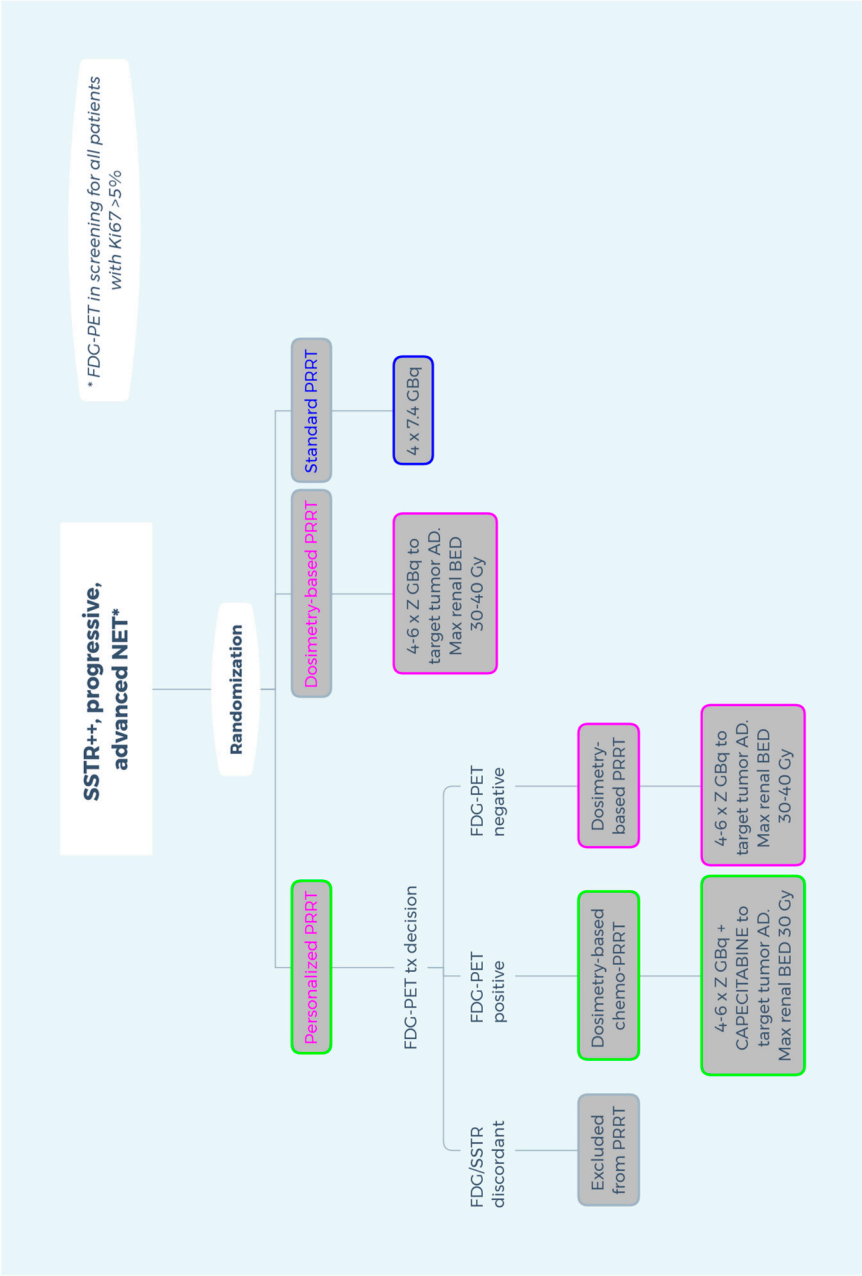 SSTR++, progressive,
advanced NET*
* FDG-PET in screening for all patients
with Ki67 >5%
Randomization
Personalized PRRT
Dosimetry-based PRRT
Standard PRRT
FDG-PET tx decision
4-6 x Z GBq to
target tumor AD.
Max renal BED
30-40 Gy
4 x 7.4 GBq
FDG/SSTR
discordant
FDG-PET
positive
FDG-PET
negative
Excluded
from PRRT
Dosimetry-based
chemo-PRRT
Dosimetry-
based PRRT
4-6 x Z GBq +
CAPECITABINE to
target tumor AD.
Max renal BED 30 Gy
4-6 x Z GBq to
target tumor AD.
Max renal BED
30-40 Gy